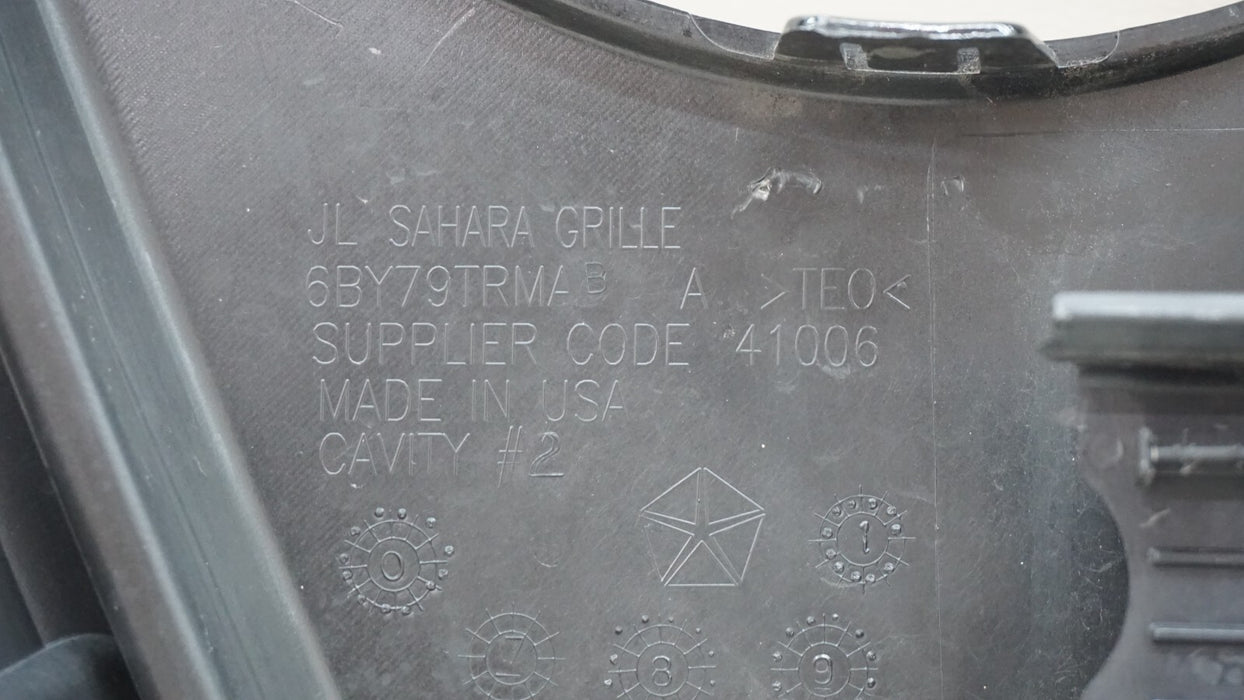 JL SAHARA GRILLE
6BY79TRMAB A >TEO<
SUPPLIER CODE 41006
MADE IN USA
CAVITY #2
0 1
7 8 9